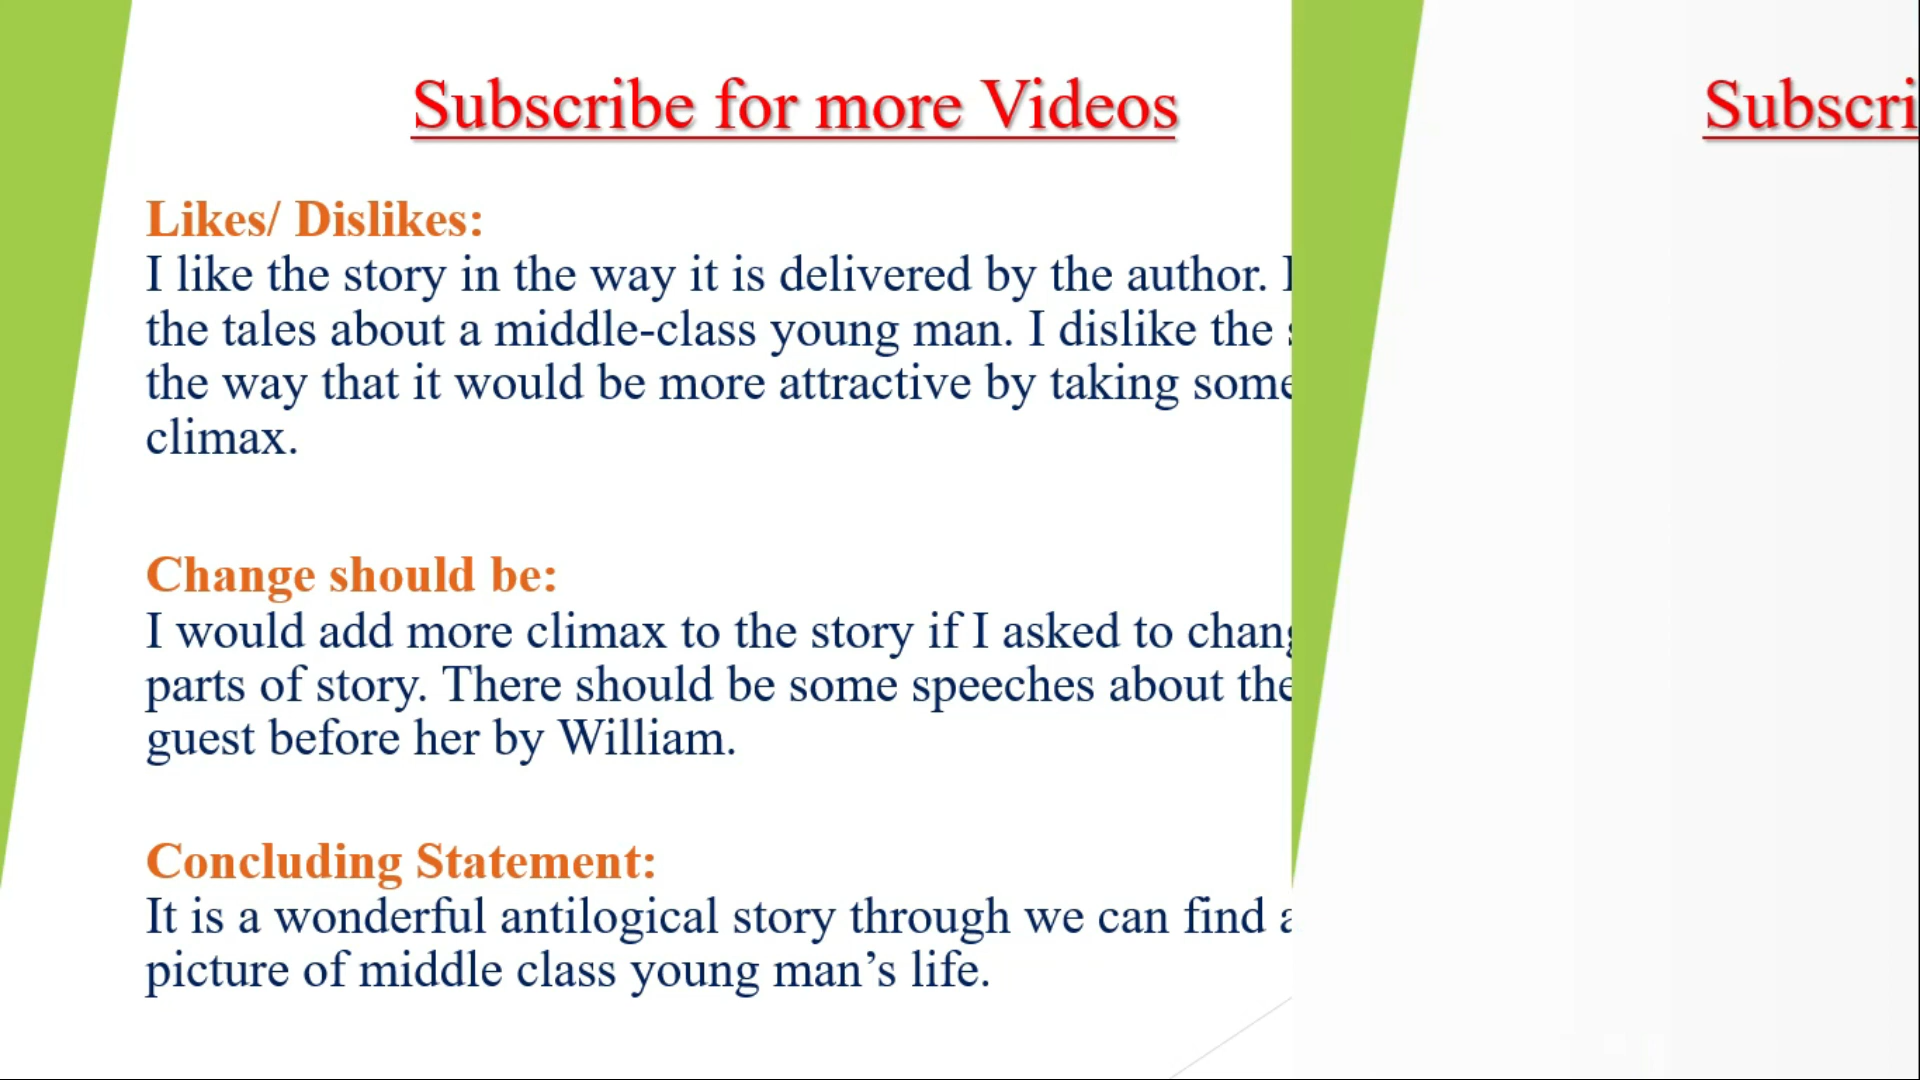 Subscribe for more Videos
Likes/ Dislikes:
I like the story in the way it is delivered by the author.
the tales about a middle-class young man. I dislike the
the way that it would be more attractive by taking some
climax.
Change should be:
I would add more climax to the story if I asked to
parts of story. There should be some speeches about the
guest before her by William.
Concluding Statement:
It is a wonderful antilogical story through we can find a
picture of middle class young man’s life.